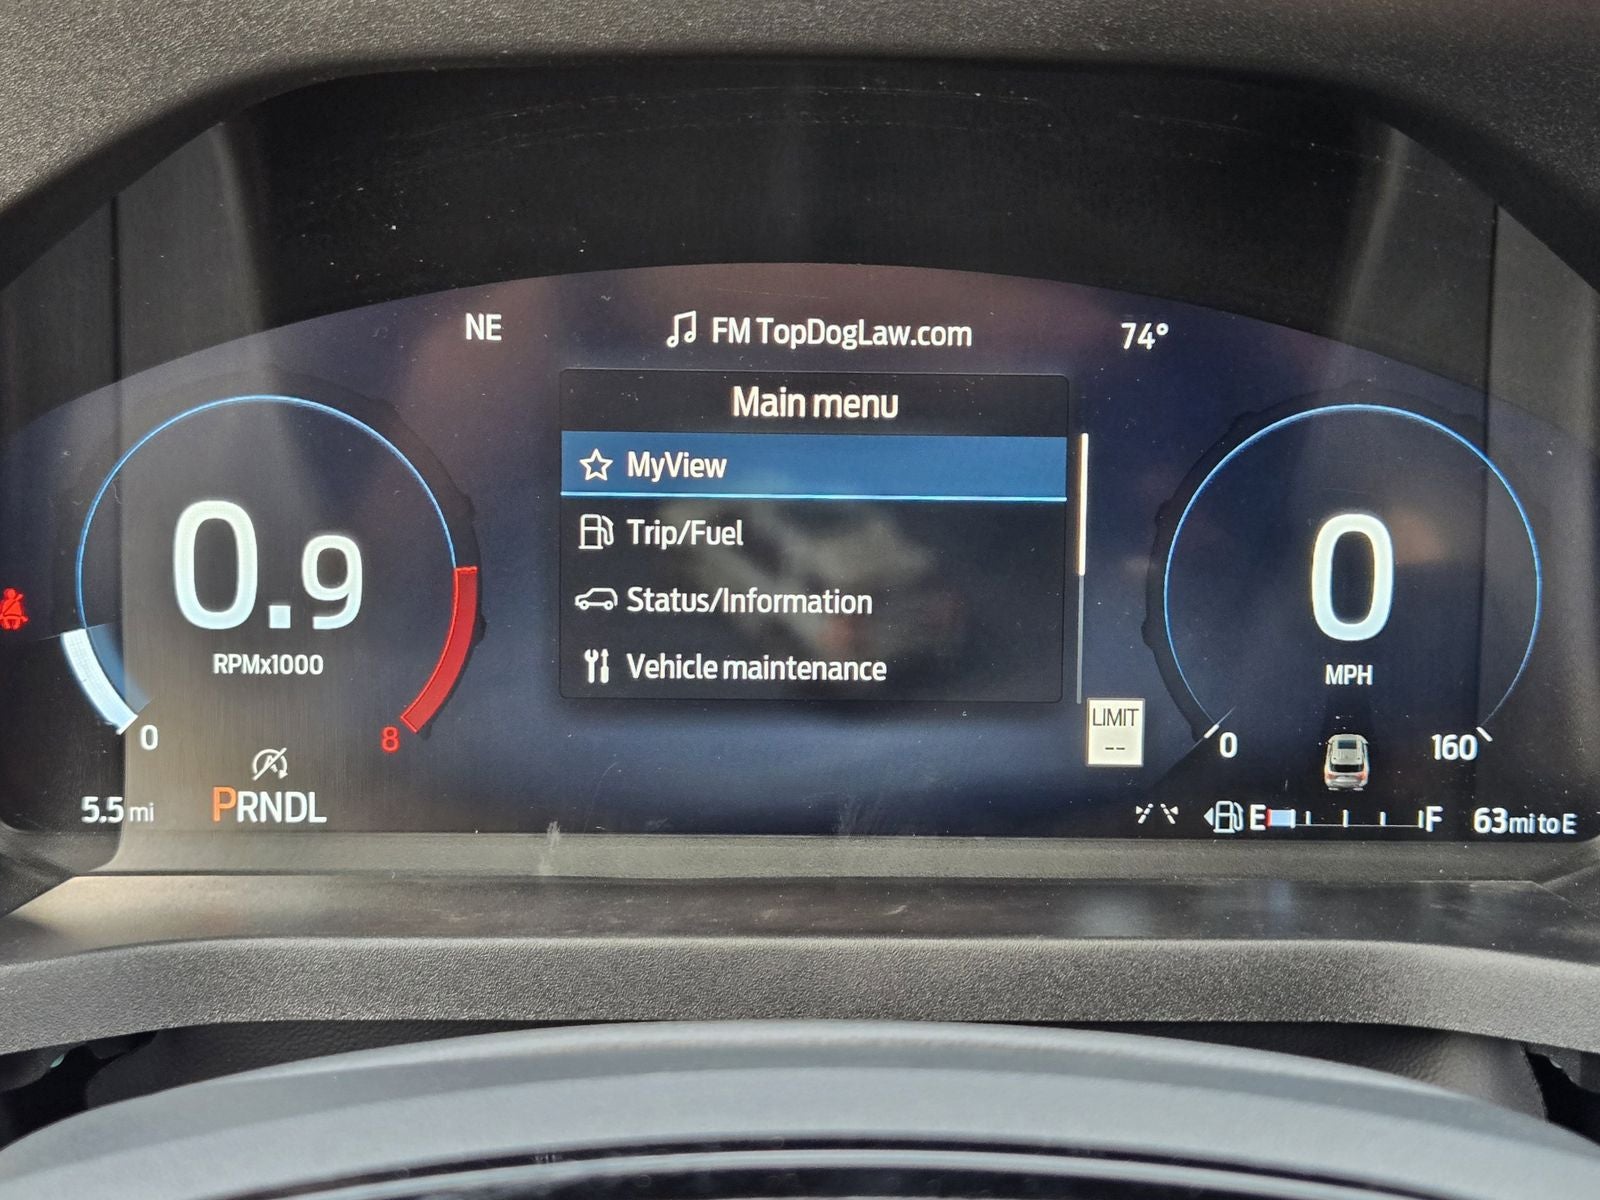 NE
FM TopDogLaw.com
74°
Main menu
MyView
Trip/Fuel
Status/Information
Vehicle maintenance
0.9
RPMx1000
0
8
5.5 mi
PRNDL
0
MPH
LIMIT
--
0
160
E F
63 mi to E